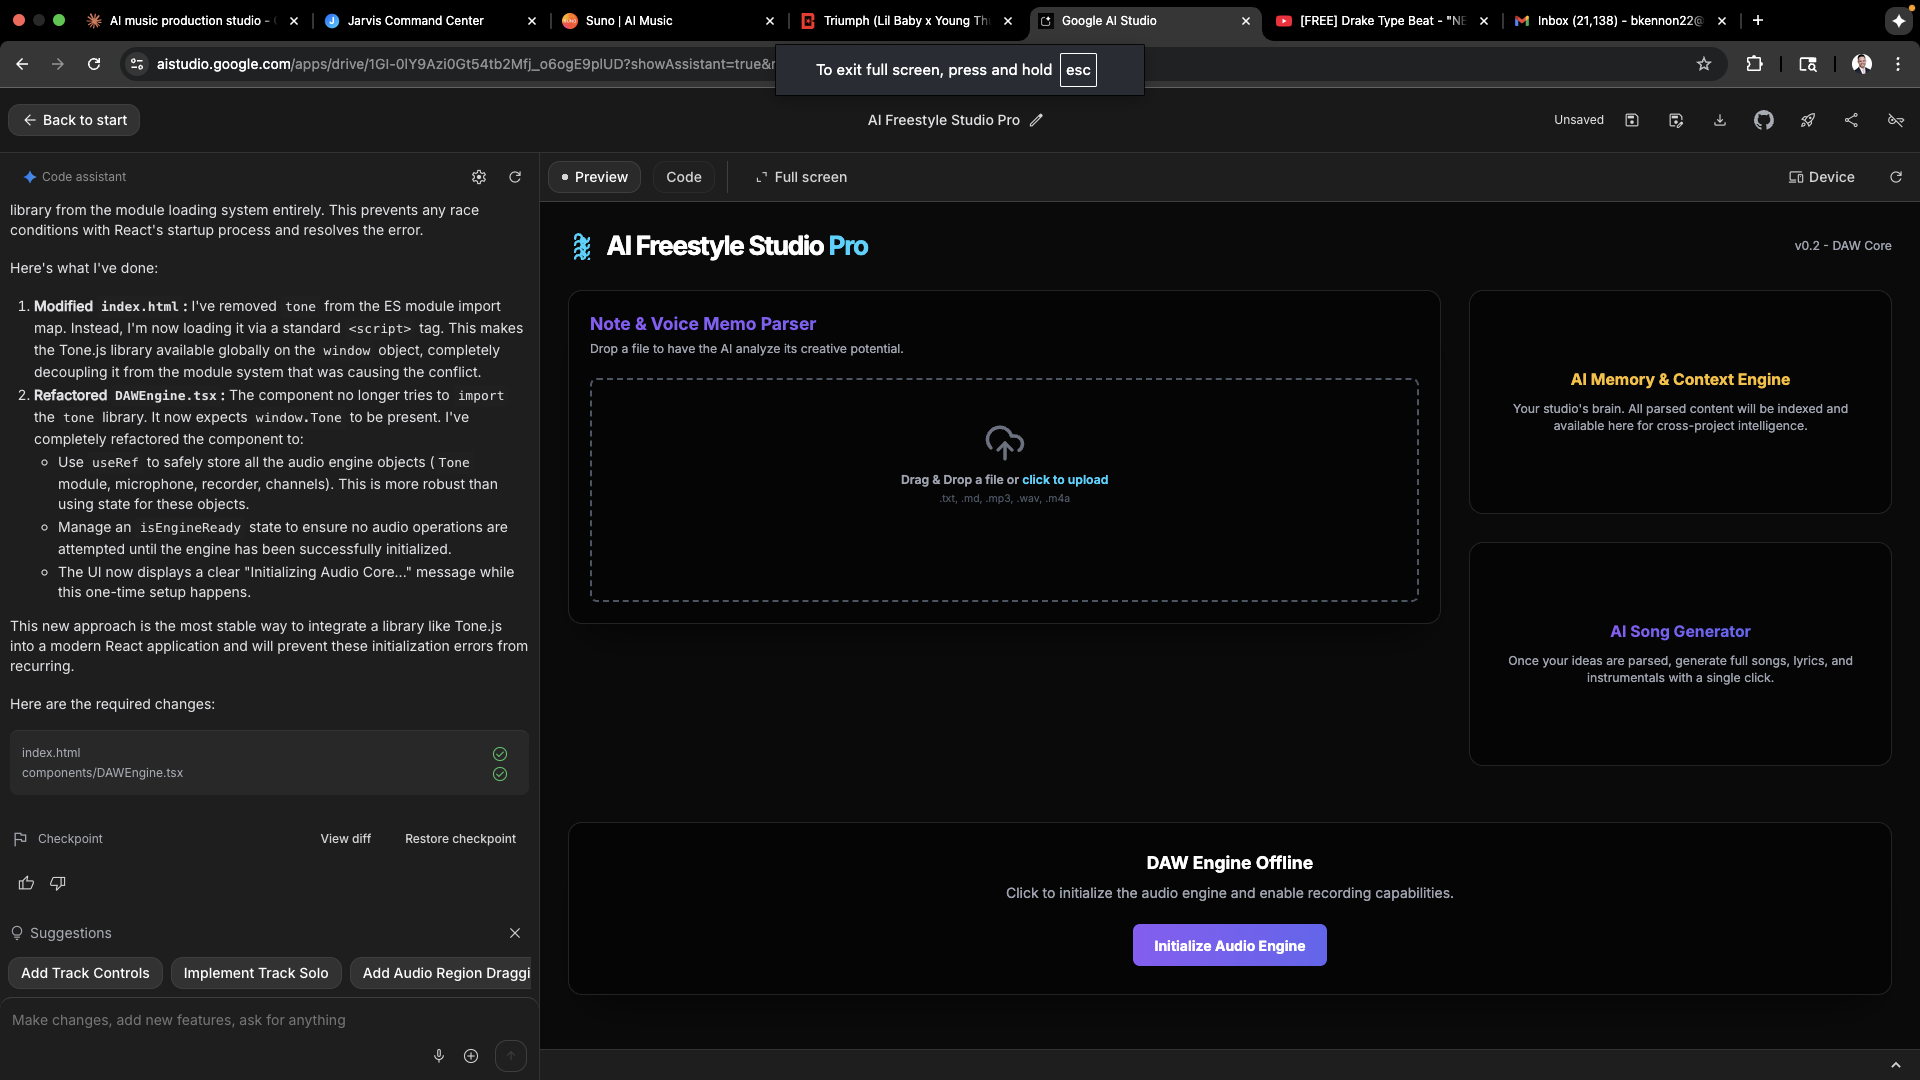 AI music production studio -
Jarvis Command Center
Suno | AI Music
Triumph (Lil Baby x Young Th
Google AI Studio
[FREE] Drake Type Beat - "NE
Inbox (21,138) - bkennon22@
aistudio.google.com/apps/drive/1GI-0lY9Azi0Gt54tb2Mfj_o6ogE9plUD?showAssistant=true&
To exit full screen, press and hold esc
Back to start
AI Freestyle Studio Pro
Unsaved
Code assistant
library from the module loading system entirely. This prevents any race
conditions with React's startup process and resolves the error.
Here's what I've done:
1. Modified index.html: I've removed tone from the ES module import
map. Instead, I'm now loading it via a standard <script> tag. This makes
the Tone.js library available globally on the window object, completely
decoupling it from the module system that was causing the conflict.
2. Refactored DAWEngine.tsx: The component no longer tries to import
the tone library. It now expects window.Tone to be present. I've
completely refactored the component to:
Use useRef to safely store all the audio engine objects ( Tone
module, microphone, recorder, channels). This is more robust than
using state for these objects.
Manage an isEngineReady state to ensure no audio operations are
attempted until the engine has been successfully initialized.
The UI now displays a clear "Initializing Audio Core..." message while
this one-time setup happens.
This new approach is the most stable way to integrate a library like Tone.js
into a modern React application and will prevent these initialization errors from
recurring.
Here are the required changes:
index.html
components/DAWEngine.tsx
Checkpoint
View diff
Restore checkpoint
Suggestions
Add Track Controls
Implement Track Solo
Add Audio Region Draggi
Make changes, add new features, ask for anything
Preview
Code
Full screen
Device
AI Freestyle Studio Pro
v0.2 - DAW Core
Note & Voice Memo Parser
Drop a file to have the AI analyze its creative potential.
Drag & Drop a file or click to upload
.txt, .md, .mp3, .wav, .m4a
AI Memory & Context Engine
Your studio's brain. All parsed content will be indexed and
available here for cross-project intelligence.
AI Song Generator
Once your ideas are parsed, generate full songs, lyrics, and
instrumentals with a single click.
DAW Engine Offline
Click to initialize the audio engine and enable recording capabilities.
Initialize Audio Engine